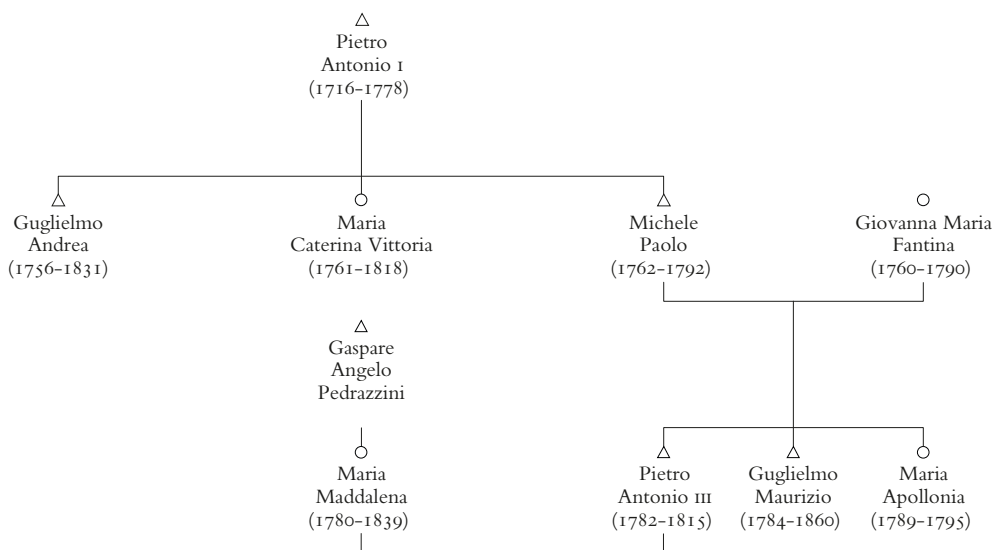 Pietro
Antonio I
(1716-1778)
Guglielmo
Andrea
(1756-1831)
Maria
Caterina Vittoria
(1761-1818)
Michele
Paolo
(1762-1792)
Giovanna Maria
Fantina
(1760-1790)
Gaspare
Angelo
Pedrazzini
Maria
Maddalena
(1780-1839)
Pietro
Antonio III
(1782-1815)
Guglielmo
Maurizio
(1784-1860)
Maria
Apollonia
(1789-1795)